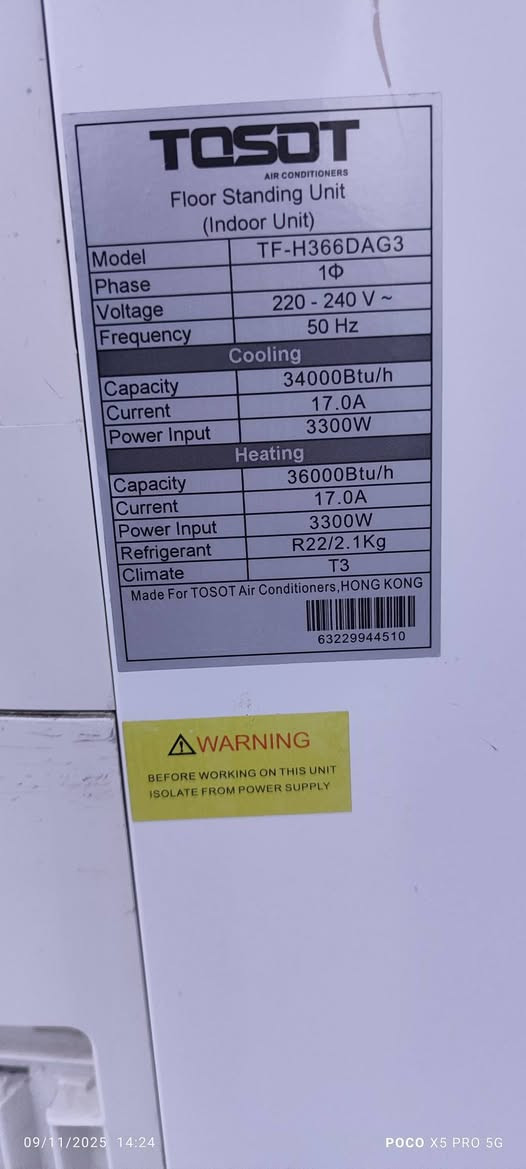 TOSOT
AIR CONDITIONERS
Floor Standing Unit
(Indoor Unit)
Model TF-H366DAG3
Phase 1Φ
Voltage 220 - 240 V ~
Frequency 50 Hz
Cooling
Capacity 34000Btu/h
Current 17.0A
Power Input 3300W
Heating
Capacity 36000Btu/h
Current 17.0A
Power Input 3300W
Refrigerant R22/2.1Kg
Climate T3
Made For TOSOT Air Conditioners,HONG KONG
63229944510
WARNING
BEFORE WORKING ON THIS UNIT
ISOLATE FROM POWER SUPPLY
09/11/2025 14:24
POCO X5 PRO 5G